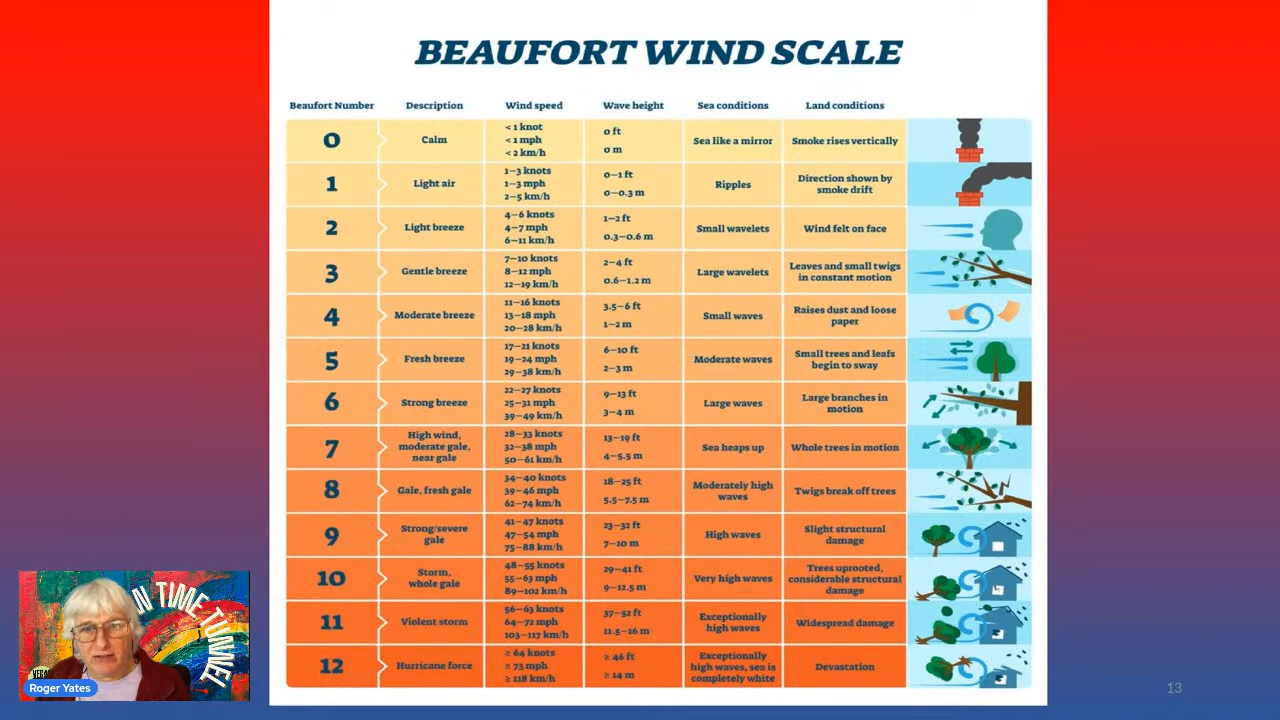 BEAUFORT WIND SCALE
Beaufort Number Description Wind speed Wave height Sea conditions Land conditions
0
Calm
< 1 knot
< 1 mph
< 2 km/h
0 ft
0 m
Sea like a mirror
Smoke rises vertically
1
Light air
1–3 knots
1–3 mph
2–5 km/h
0–1 ft
0–0.3 m
Ripples
Direction shown by
smoke drift
2
Light breeze
4–6 knots
4–7 mph
6–11 km/h
1–2 ft
0.3–0.6 m
Small wavelets
Wind felt on face
3
Gentle breeze
7–10 knots
8–12 mph
12–19 km/h
2–4 ft
0.6–1.2 m
Large wavelets
Leaves and small twigs
in constant motion
4
Moderate breeze
11–16 knots
13–18 mph
20–28 km/h
3.5–6 ft
1–2 m
Small waves
Raises dust and loose
paper
5
Fresh breeze
17–21 knots
19–24 mph
29–38 km/h
6–10 ft
2–3 m
Moderate waves
Small trees and leafs
begin to sway
6
Strong breeze
22–27 knots
25–31 mph
39–49 km/h
9–13 ft
3–4 m
Large waves
Large branches in
motion
7
High wind,
moderate gale,
near gale
28–33 knots
32–38 mph
50–61 km/h
13–19 ft
4–5.5 m
Sea heaps up
Whole trees in motion
8
Gale, fresh gale
34–40 knots
39–46 mph
62–74 km/h
18–25 ft
5.5–7.5 m
Moderately high
waves
Twigs break off trees
9
Strong/severe
gale
41–47 knots
47–54 mph
75–88 km/h
23–32 ft
7–10 m
High waves
Slight structural
damage
10
Storm,
whole gale
48–55 knots
55–63 mph
89–102 km/h
29–41 ft
9–12.5 m
Very high waves
Trees uprooted,
considerable structural
damage
11
Violent storm
56–63 knots
64–72 mph
103–117 km/h
37–52 ft
11.5–16 m
Exceptionally
high waves
Widespread damage
12
Hurricane force
≥ 64 knots
≥ 73 mph
≥ 118 km/h
≥ 46 ft
≥ 14 m
Exceptionally
high waves, sea is
completely white
Devastation
TIME TUNNEL
Roger Yates
13